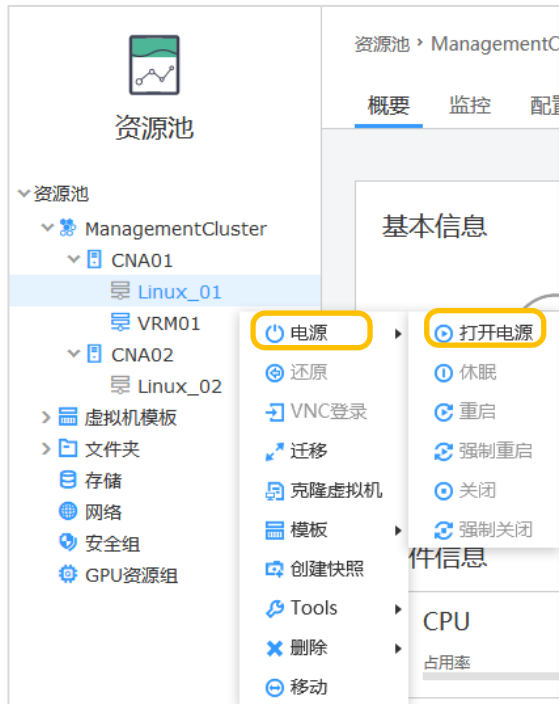 资源池
资源池
ManagementCluster
CNA01
Linux_01
VRM01
CNA02
Linux_02
虚拟机模板
文件夹
存储
网络
安全组
GPU资源组
资源池 › ManagementC
概要 监控 配置
基本信息
电源
还原
VNC登录
迁移
克隆虚拟机
模板
创建快照
Tools
删除
移动
打开电源
休眠
重启
强制重启
关闭
强制关闭
件信息
CPU
占用率